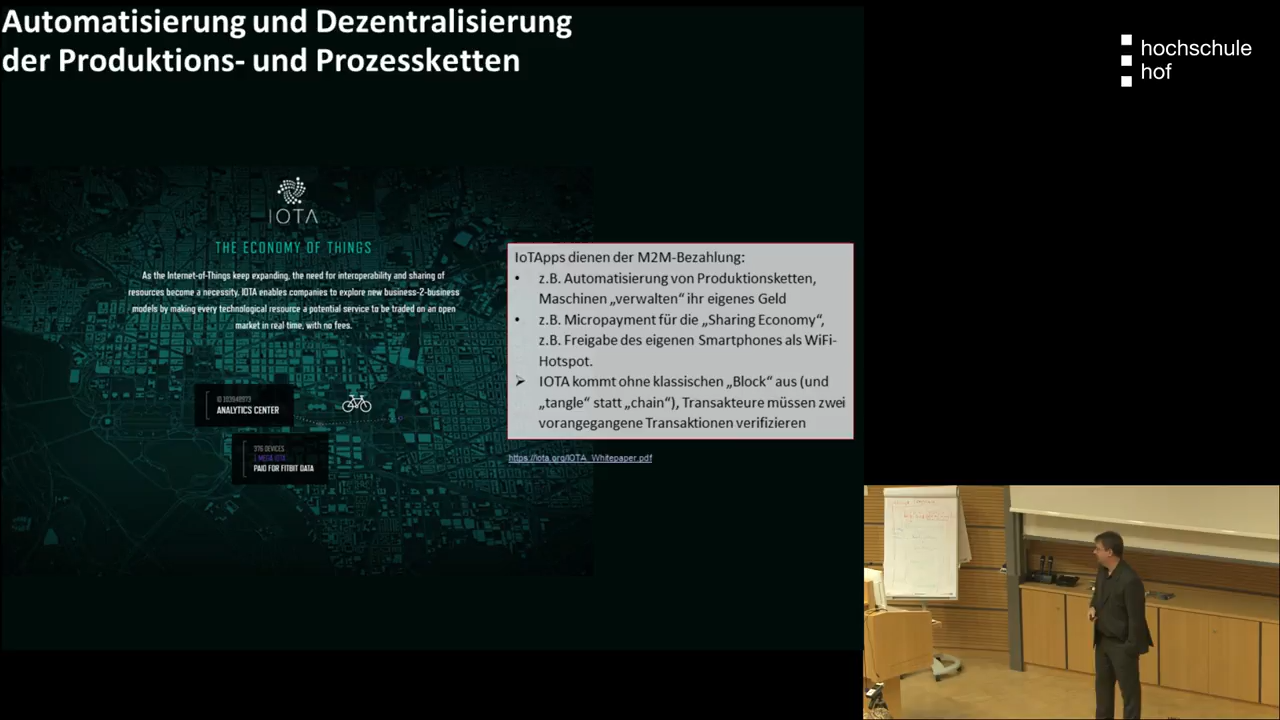 Automatisierung und Dezentralisierung
der Produktions- und Prozessketten
hochschule
hof
IOTA
THE ECONOMY OF THINGS
As the Internet-of-Things keep expanding, the need for interoperability and sharing of
resources become a necessity. IOTA enables companies to explore new business-2-business
models by making every technological resource a potential service to be traded on an open
market in real time, with no fees.
ANALYTICS CENTER
376 DEVICES
1 MEGA IOTA
PAID FOR FITBIT DATA
IoTApps dienen der M2M-Bezahlung:
• z.B. Automatisierung von Produktionsketten,
Maschinen „verwalten“ ihr eigenes Geld
• z.B. Micropayment für die „Sharing Economy“,
z.B. Freigabe des eigenen Smartphones als WiFi-
Hotspot.
➢ IOTA kommt ohne klassischen „Block“ aus (und
„tangle“ statt „chain“), Transakteure müssen zwei
vorangegangene Transaktionen verifizieren
https://iota.org/IOTA_Whitepaper.pdf